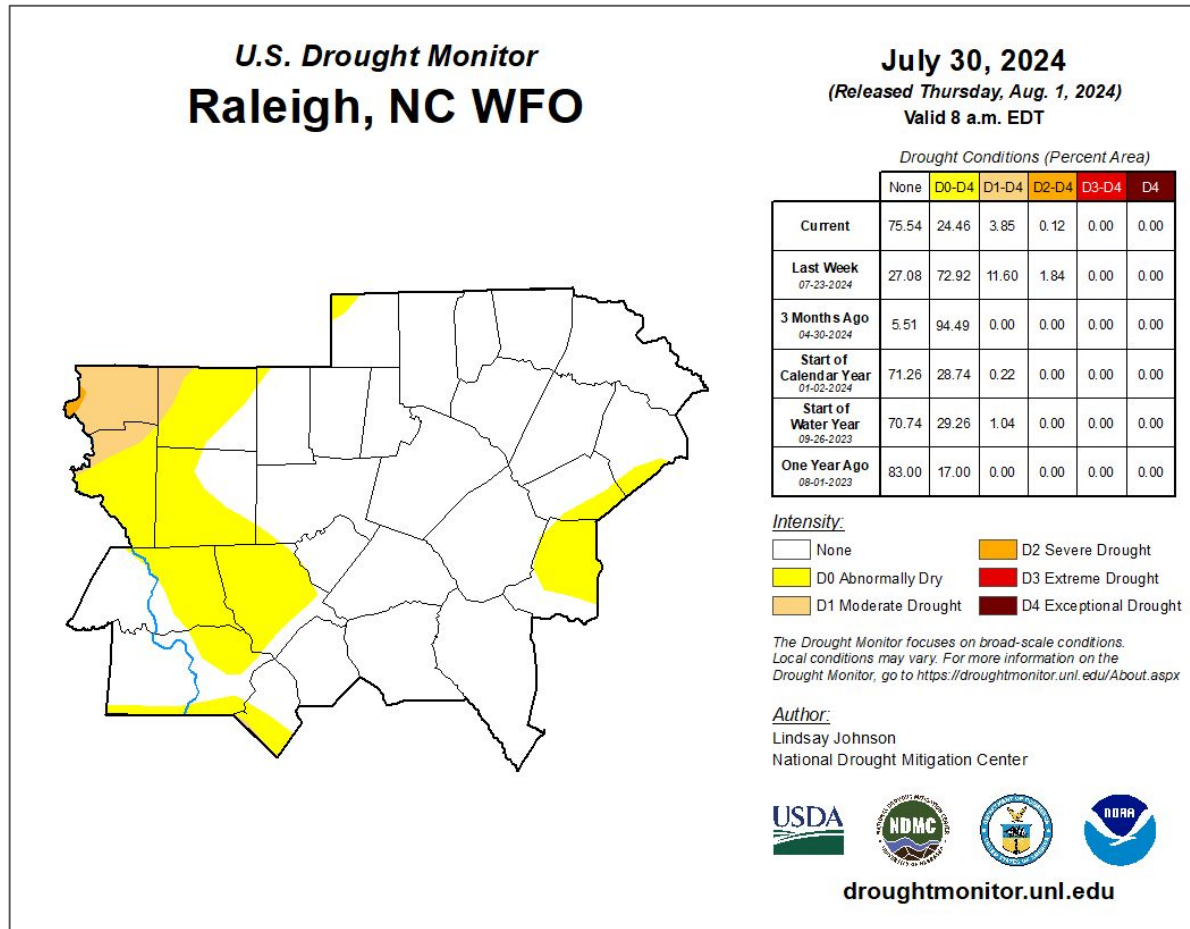 U.S. Drought Monitor
Raleigh, NC WFO
July 30, 2024
(Released Thursday, Aug. 1, 2024)
Valid 8 a.m. EDT
Drought Conditions (Percent Area)
None D0-D4 D1-D4 D2-D4 D3-D4 D4
Current 75.54 24.46 3.85 0.12 0.00 0.00
Last Week
07-23-2024 27.08 72.92 11.60 1.84 0.00 0.00
3 Months Ago
04-30-2024 5.51 94.49 0.00 0.00 0.00 0.00
Start of
Calendar Year
01-02-2024 71.26 28.74 0.22 0.00 0.00 0.00
Start of
Water Year
09-26-2023 70.74 29.26 1.04 0.00 0.00 0.00
One Year Ago
08-01-2023 83.00 17.00 0.00 0.00 0.00 0.00
Intensity:
None
D0 Abnormally Dry
D1 Moderate Drought
D2 Severe Drought
D3 Extreme Drought
D4 Exceptional Drought
The Drought Monitor focuses on broad-scale conditions.
Local conditions may vary. For more information on the
Drought Monitor, go to https://droughtmonitor.unl.edu/About.aspx
Author:
Lindsay Johnson
National Drought Mitigation Center
USDA
NDMC
NOAA
droughtmonitor.unl.edu